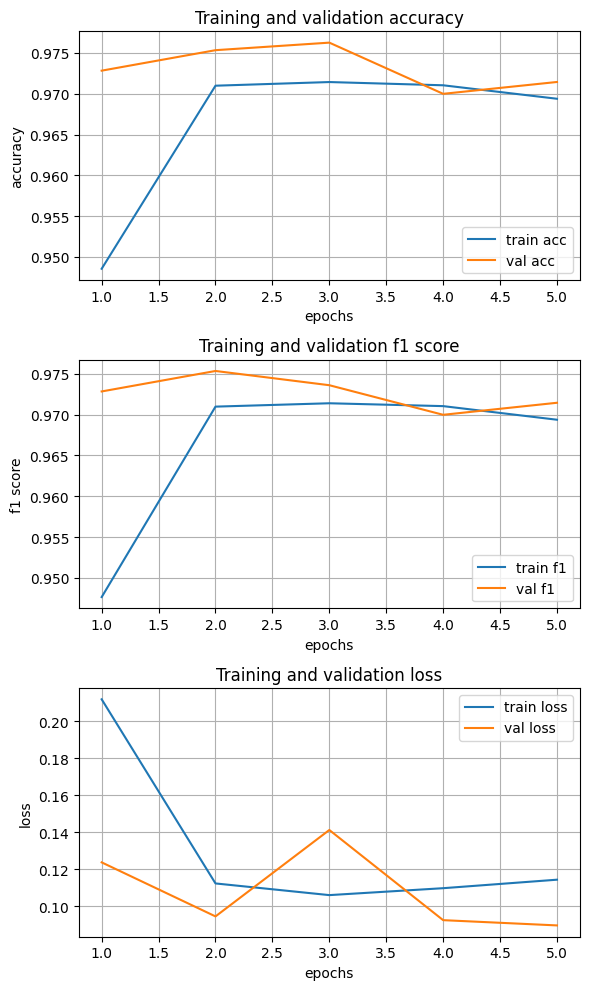 Training and validation accuracy
0.975
0.970
0.965
0.960
0.955
0.950
accuracy
train acc
val acc
1.0 1.5 2.0 2.5 3.0 3.5 4.0 4.5 5.0
epochs
Training and validation f1 score
0.975
0.970
0.965
0.960
0.955
0.950
f1 score
train f1
val f1
1.0 1.5 2.0 2.5 3.0 3.5 4.0 4.5 5.0
epochs
Training and validation loss
train loss
val loss
0.20
0.18
0.16
0.14
0.12
0.10
loss
1.0 1.5 2.0 2.5 3.0 3.5 4.0 4.5 5.0
epochs